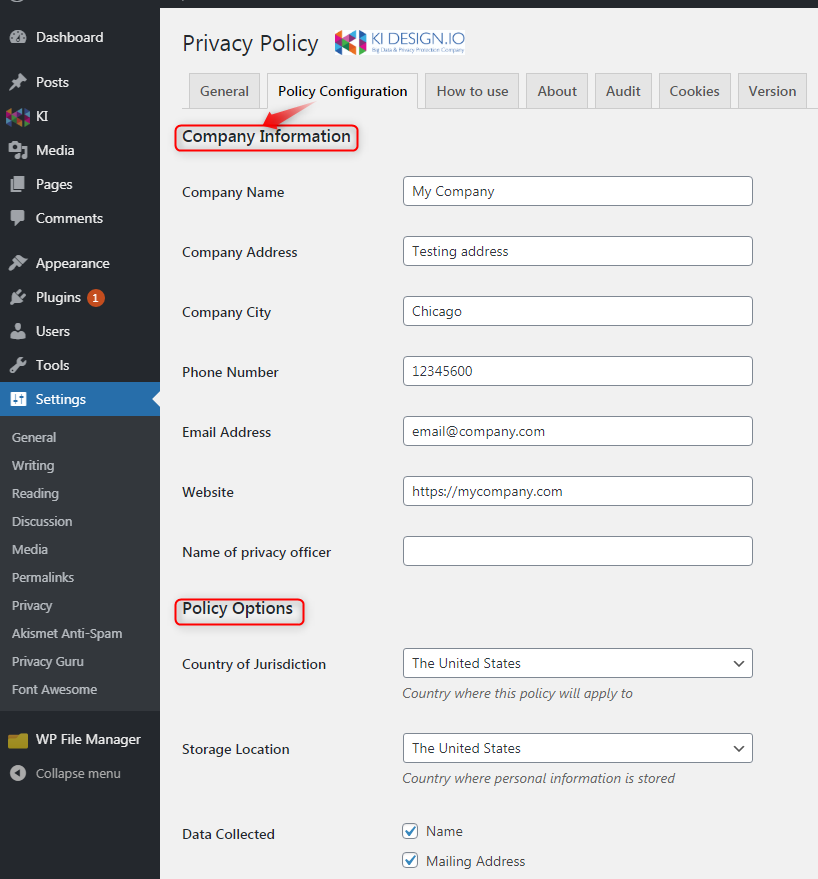 Dashboard
Posts
KI
Media
Pages
Comments
Appearance
Plugins 1
Users
Tools
Settings
General
Writing
Reading
Discussion
Media
Permalinks
Privacy
Akismet Anti-Spam
Privacy Guru
Font Awesome
WP File Manager
Collapse menu
Privacy Policy
KI DESIGN.IO
Big Data & Privacy Protection Company
General Policy Configuration How to use About Audit Cookies Version
Company Information
Company Name My Company
Company Address Testing address
Company City Chicago
Phone Number 12345600
Email Address email@company.com
Website https://mycompany.com
Name of privacy officer
Policy Options
Country of Jurisdiction The United States
Country where this policy will apply to
Storage Location The United States
Country where personal information is stored
Data Collected Name
Mailing Address